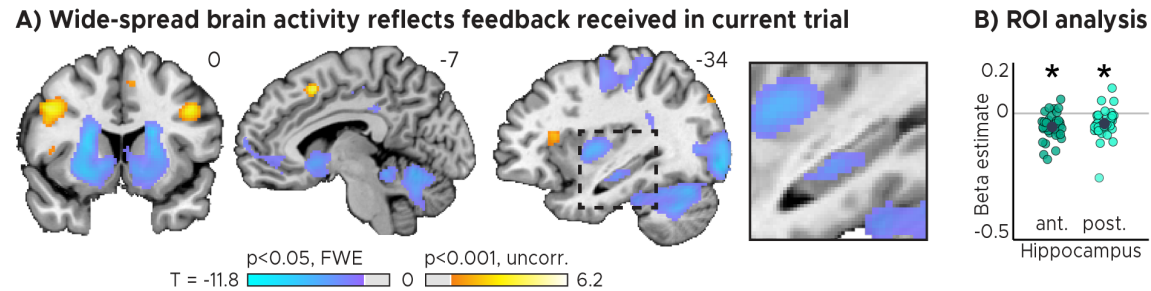 A) Wide-spread brain activity reflects feedback received in current trial
0
-7
-34
p<0.05, FWE
p<0.001, uncorr.
T = -11.8
0
6.2
B) ROI analysis
* *
0.2
0
-0.5
Beta estimate
ant. post.
Hippocampus